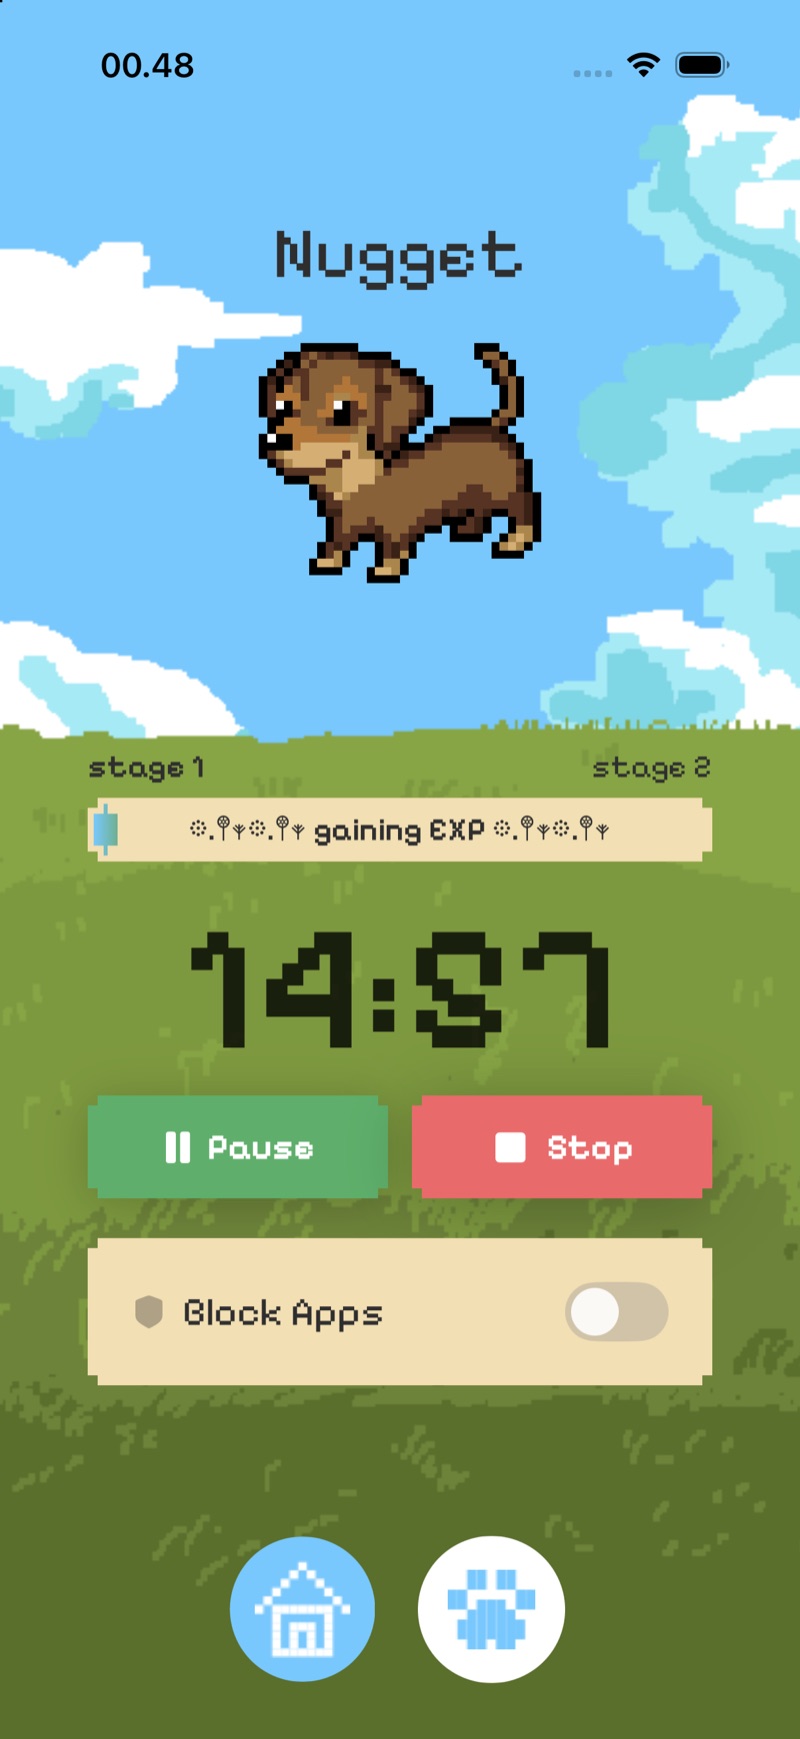 00.48
Nugget
stage 1
stage 2
gaining EXP
14:57
Pause
Stop
Block Apps